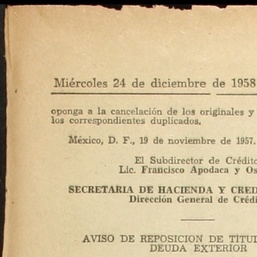 Miércoles 24 de diciembre de 1958
oponga a la cancelación de los originales y
los correspondientes duplicados.
México, D. F., 19 de noviembre de 1957.
El Subdirector de Crédito
Lic. Francisco Apodaca y Os
SECRETARIA DE HACIENDA Y CRED
Dirección General de Crédi
AVISO DE REPOSICION DE TITUL
DEUDA EXTERIOR